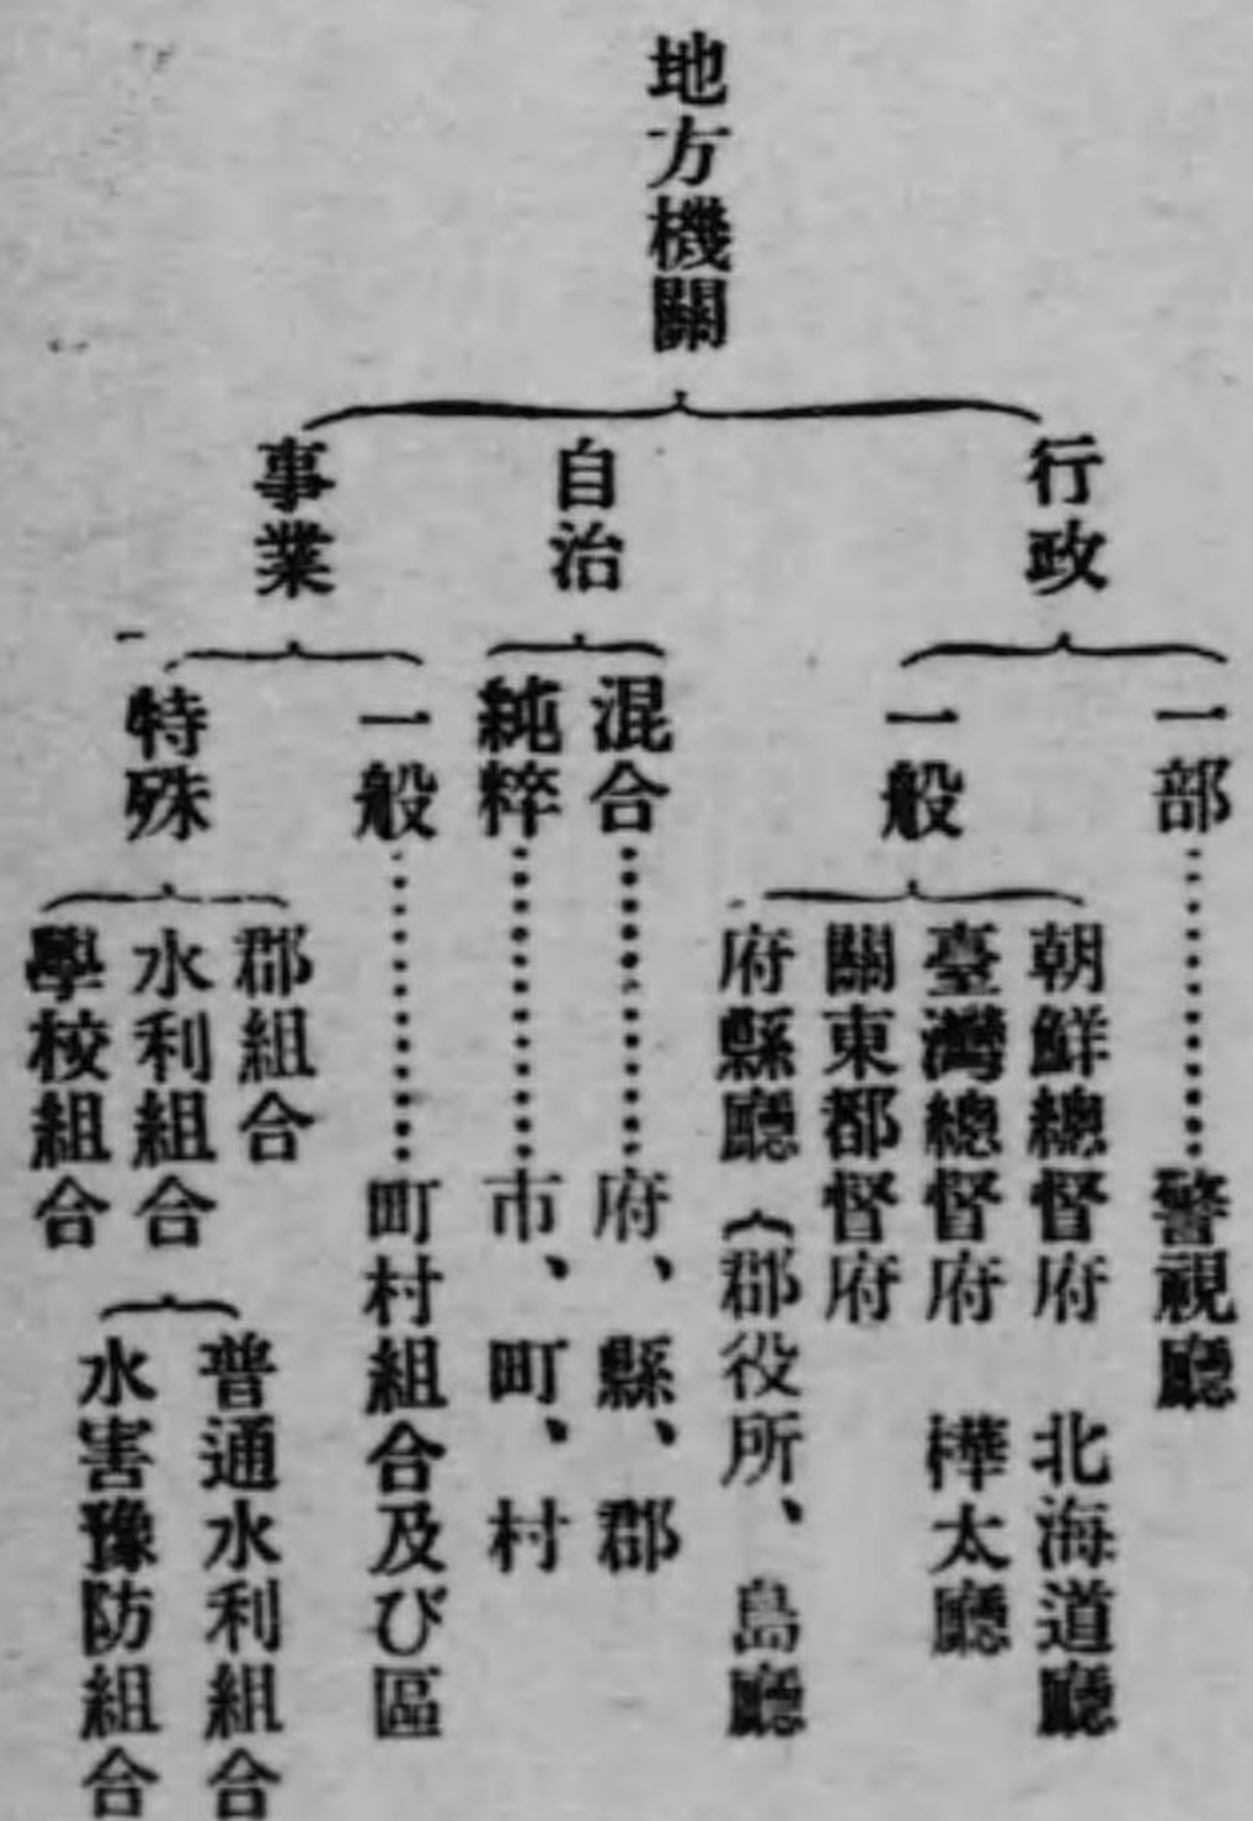 地方機關
行政
一部……警視廳
一般
朝鮮總督府 北海道廳
臺灣總督府 樺太廳
關東都督府
府縣廳(郡役所、島廳
自治
混合……府、縣、郡
純粹……市、町、村
事業
一般……町村組合及び區
特殊
郡組合
水利組合
普通水利組合
水害豫防組合
學校組合